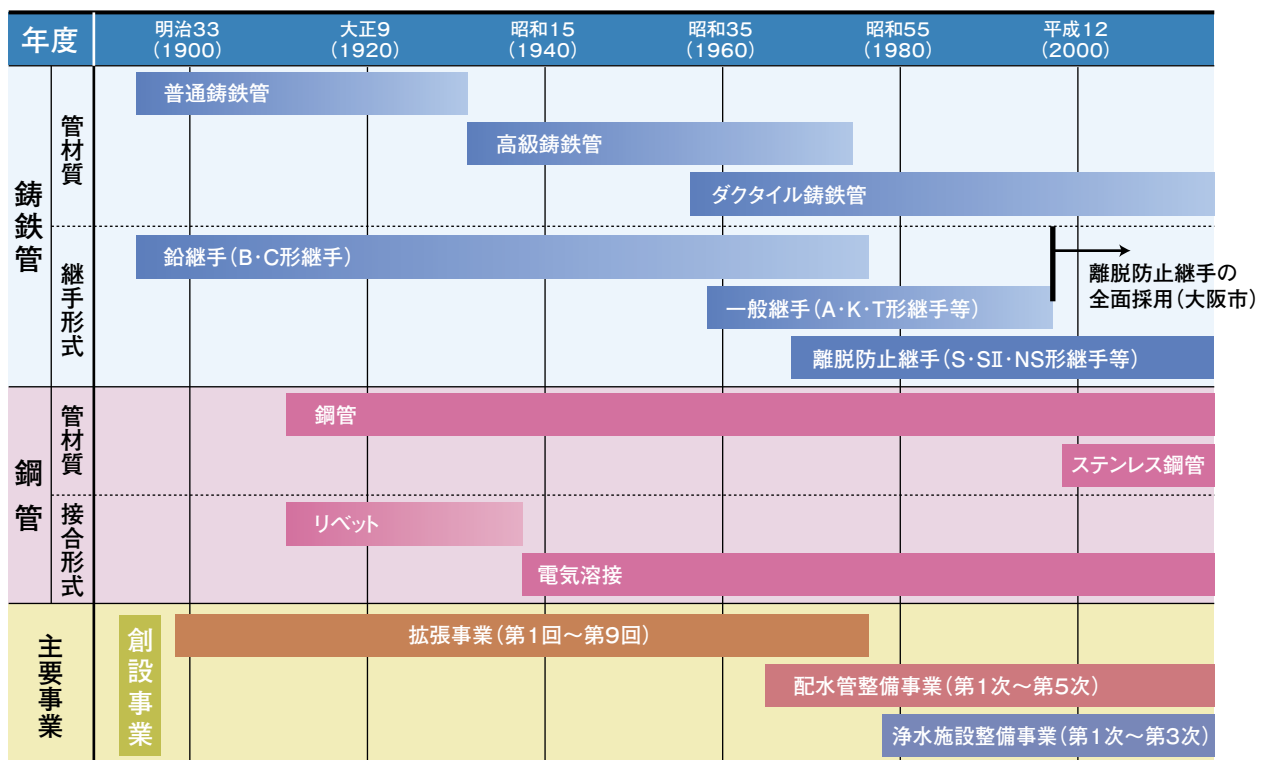 年度
明治33
(1900)
大正9
(1920)
昭和15
(1940)
昭和35
(1960)
昭和55
(1980)
平成12
(2000)
鋳鉄管
管材質
普通鋳鉄管
高級鋳鉄管
ダクタイル鋳鉄管
継手形式
鉛継手(B・C形継手)
離脱防止継手の
全面採用(大阪市)
一般継手(A・K・T形継手等)
離脱防止継手(S・SⅡ・NS形継手等)
鋼管
管材質
鋼管
ステンレス鋼管
接合形式
リベット
電気溶接
主要事業
創設事業
拡張事業(第1回〜第9回)
配水管整備事業(第1次〜第5次)
浄水施設整備事業(第1次〜第3次)